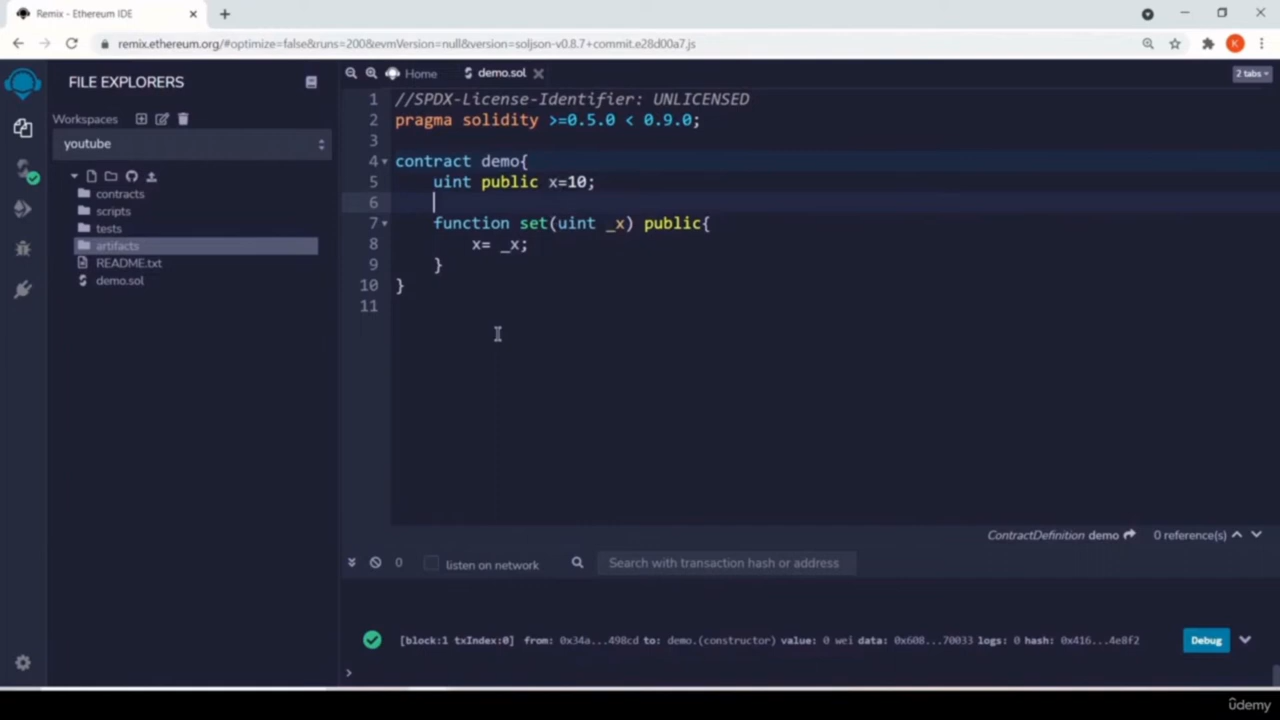 Remix - Ethereum IDE
remix.ethereum.org/#optimize=false&runs=200&evmVersion=null&version=soljson-v0.8.7+commit.e28d00a7.js
K
FILE EXPLORERS
Home
demo.sol
2 tabs
Workspaces
youtube
contracts
scripts
tests
artifacts
README.txt
demo.sol
1 //SPDX-License-Identifier: UNLICENSED
2 pragma solidity >=0.5.0 < 0.9.0;
3
4 contract demo{
5 uint public x=10;
6
7 function set(uint _x) public{
8 x= _x;
9 }
10 }
11
ContractDefinition demo 0 reference(s)
0 listen on network Search with transaction hash or address
[block:1 txIndex:0] from: 0x34a...498cd to: demo.(constructor) value: 0 wei data: 0x608...70033 logs: 0 hash: 0x416...4e8f2 Debug
>
ûdemy